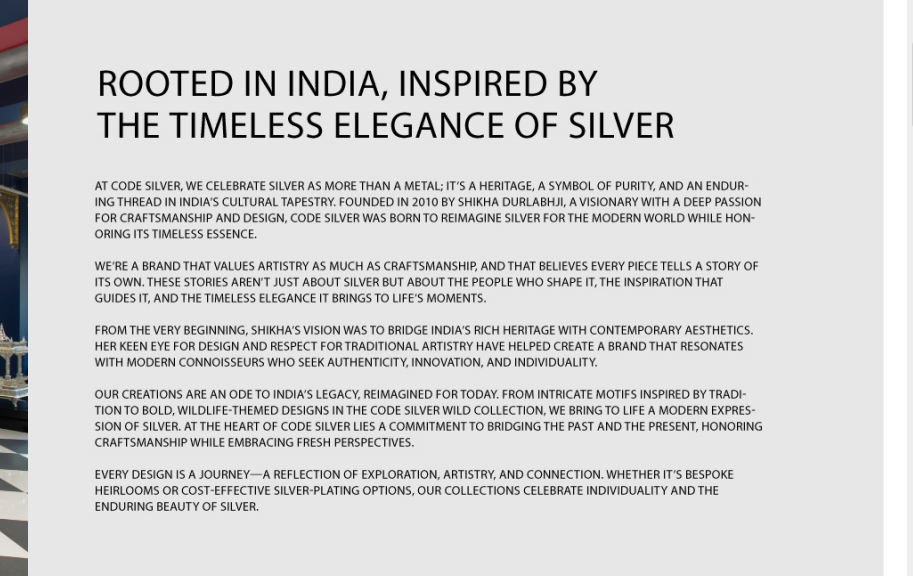 ROOTED IN INDIA, INSPIRED BY
THE TIMELESS ELEGANCE OF SILVER
AT CODE SILVER, WE CELEBRATE SILVER AS MORE THAN A METAL; IT'S A HERITAGE, A SYMBOL OF PURITY, AND AN ENDUR-
ING THREAD IN INDIA'S CULTURAL TAPESTRY. FOUNDED IN 2010 BY SHIKHA DURLABHJI, A VISIONARY WITH A DEEP PASSION
FOR CRAFTSMANSHIP AND DESIGN, CODE SILVER WAS BORN TO REIMAGINE SILVER FOR THE MODERN WORLD WHILE HON-
ORING ITS TIMELESS ESSENCE.
WE'RE A BRAND THAT VALUES ARTISTRY AS MUCH AS CRAFTSMANSHIP, AND THAT BELIEVES EVERY PIECE TELLS A STORY OF
ITS OWN. THESE STORIES AREN'T JUST ABOUT SILVER BUT ABOUT THE PEOPLE WHO SHAPE IT, THE INSPIRATION THAT
GUIDES IT, AND THE TIMELESS ELEGANCE IT BRINGS TO LIFE'S MOMENTS.
FROM THE VERY BEGINNING, SHIKHA'S VISION WAS TO BRIDGE INDIA'S RICH HERITAGE WITH CONTEMPORARY AESTHETICS.
HER KEEN EYE FOR DESIGN AND RESPECT FOR TRADITIONAL ARTISTRY HAVE HELPED CREATE A BRAND THAT RESONATES
WITH MODERN CONNOISSEURS WHO SEEK AUTHENTICITY, INNOVATION, AND INDIVIDUALITY.
OUR CREATIONS ARE AN ODE TO INDIA'S LEGACY, REIMAGINED FOR TODAY. FROM INTRICATE MOTIFS INSPIRED BY TRADI-
TION TO BOLD, WILDLIFE-THEMED DESIGNS IN THE CODE SILVER WILD COLLECTION, WE BRING TO LIFE A MODERN EXPRES-
SION OF SILVER. AT THE HEART OF CODE SILVER LIES A COMMITMENT TO BRIDGING THE PAST AND THE PRESENT, HONORING
CRAFTSMANSHIP WHILE EMBRACING FRESH PERSPECTIVES.
EVERY DESIGN IS A JOURNEY—A REFLECTION OF EXPLORATION, ARTISTRY, AND CONNECTION. WHETHER IT'S BESPOKE
HEIRLOOMS OR COST-EFFECTIVE SILVER-PLATING OPTIONS, OUR COLLECTIONS CELEBRATE INDIVIDUALITY AND THE
ENDURING BEAUTY OF SILVER.